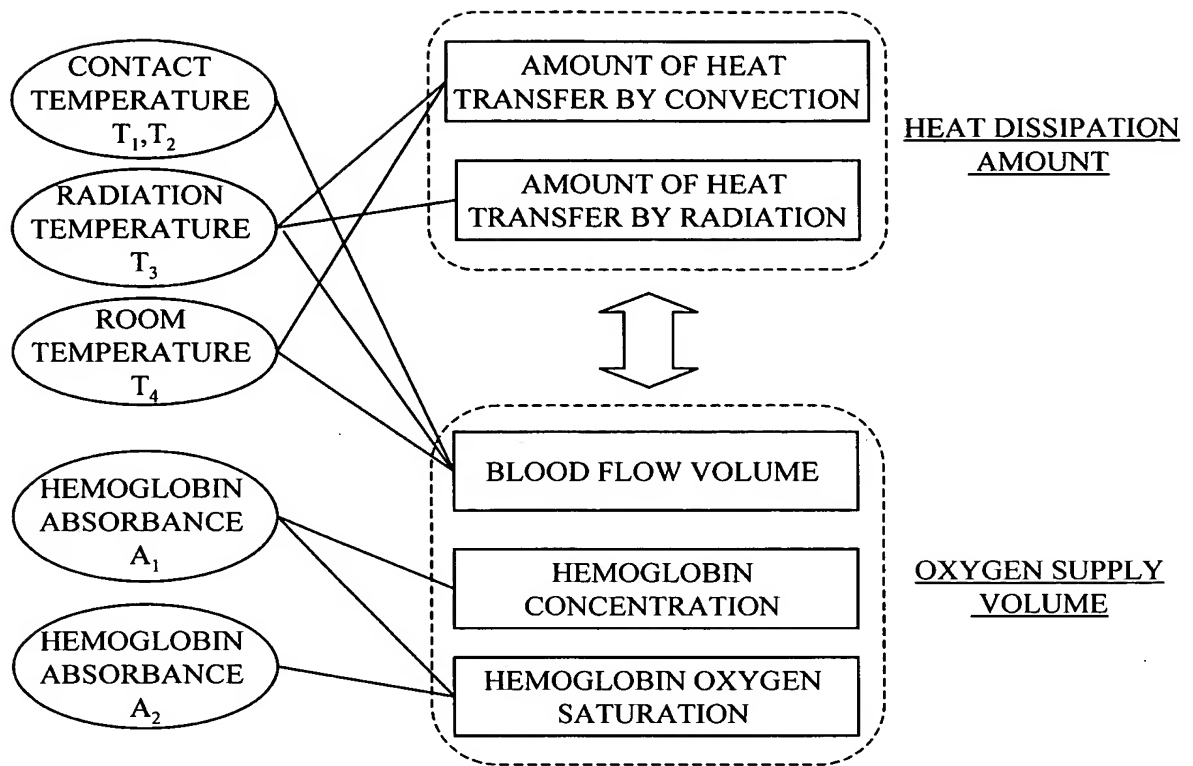 CONTACT
TEMPERATURE
T1,T2
RADIATION
TEMPERATURE
T3
ROOM
TEMPERATURE
T4
HEMOGLOBIN
ABSORBANCE
A1
HEMOGLOBIN
ABSORBANCE
A2
AMOUNT OF HEAT
TRANSFER BY CONVECTION
AMOUNT OF HEAT
TRANSFER BY RADIATION
HEAT DISSIPATION
AMOUNT
BLOOD FLOW VOLUME
HEMOGLOBIN
CONCENTRATION
HEMOGLOBIN OXYGEN
SATURATION
OXYGEN SUPPLY
VOLUME